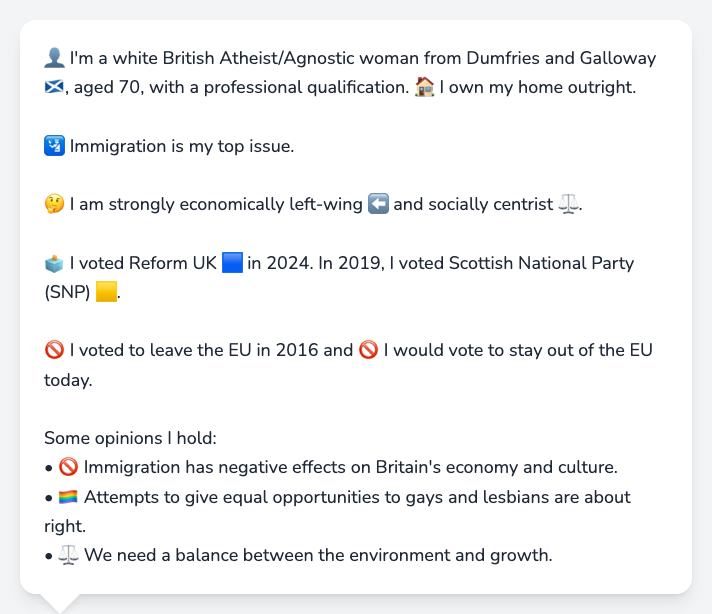 👤 I'm a white British Atheist/Agnostic woman from Dumfries and Galloway
🏴󠁧󠁢󠁳󠁣󠁴󠁿, aged 70, with a professional qualification. 🏠 I own my home outright.
🛂 Immigration is my top issue.
🤔 I am strongly economically left-wing ⬅️ and socially centrist ⚖️.
🗳️ I voted Reform UK 🟦 in 2024. In 2019, I voted Scottish National Party
(SNP) 🟨.
🚫 I voted to leave the EU in 2016 and 🚫 I would vote to stay out of the EU
today.
Some opinions I hold:
• 🚫 Immigration has negative effects on Britain's economy and culture.
• 🏳️‍🌈 Attempts to give equal opportunities to gays and lesbians are about
right.
• ⚖️ We need a balance between the environment and growth.